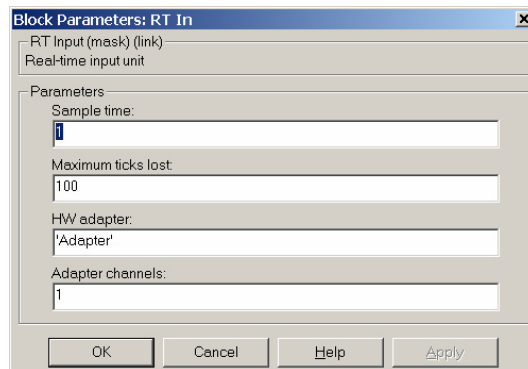 Block Parameters: RT In
RT Input (mask) (link)
Real-time input unit
Parameters
Sample time:
1
Maximum ticks lost:
100
HW adapter:
'Adapter'
Adapter channels:
1
OK Cancel Help Apply